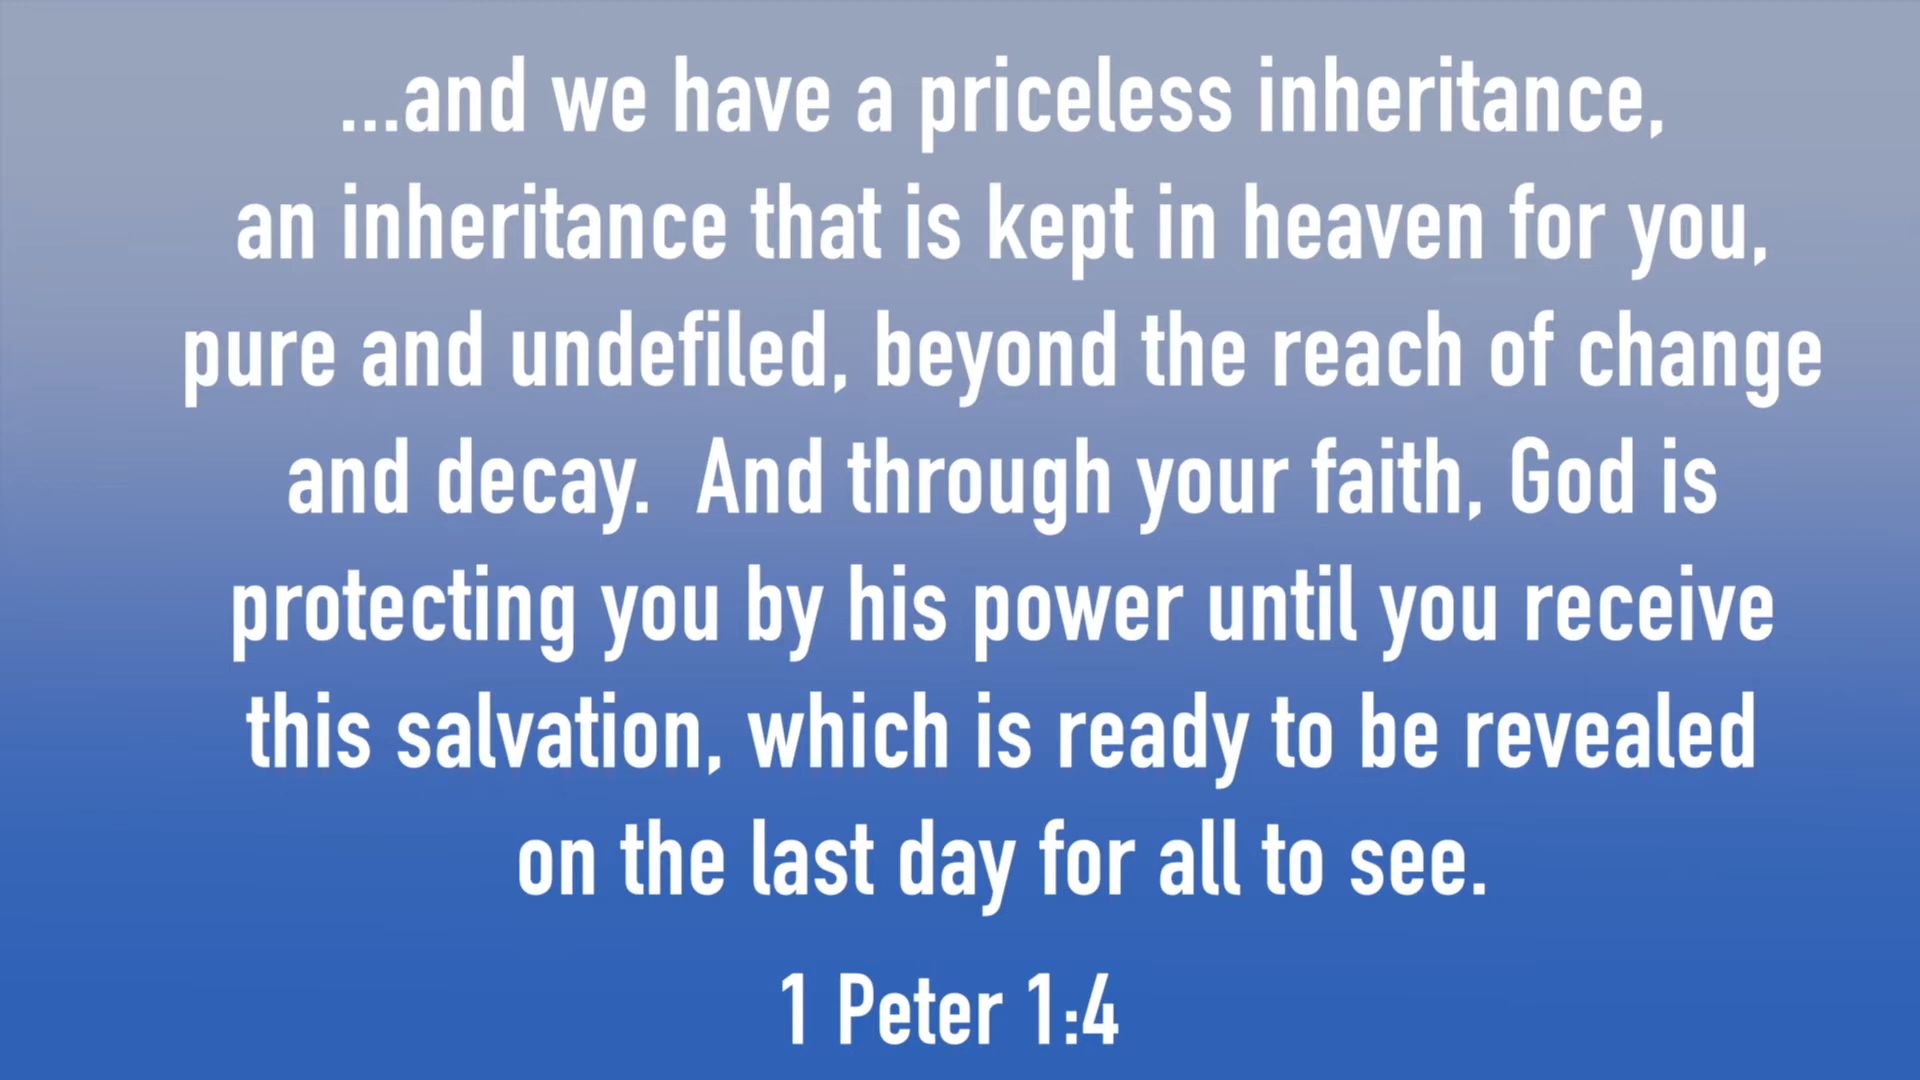 ...and we have a priceless inheritance,
an inheritance that is kept in heaven for you,
pure and undefiled, beyond the reach of change
and decay.  And through your faith, God is
protecting you by his power until you receive
this salvation, which is ready to be revealed
on the last day for all to see.
1 Peter 1:4